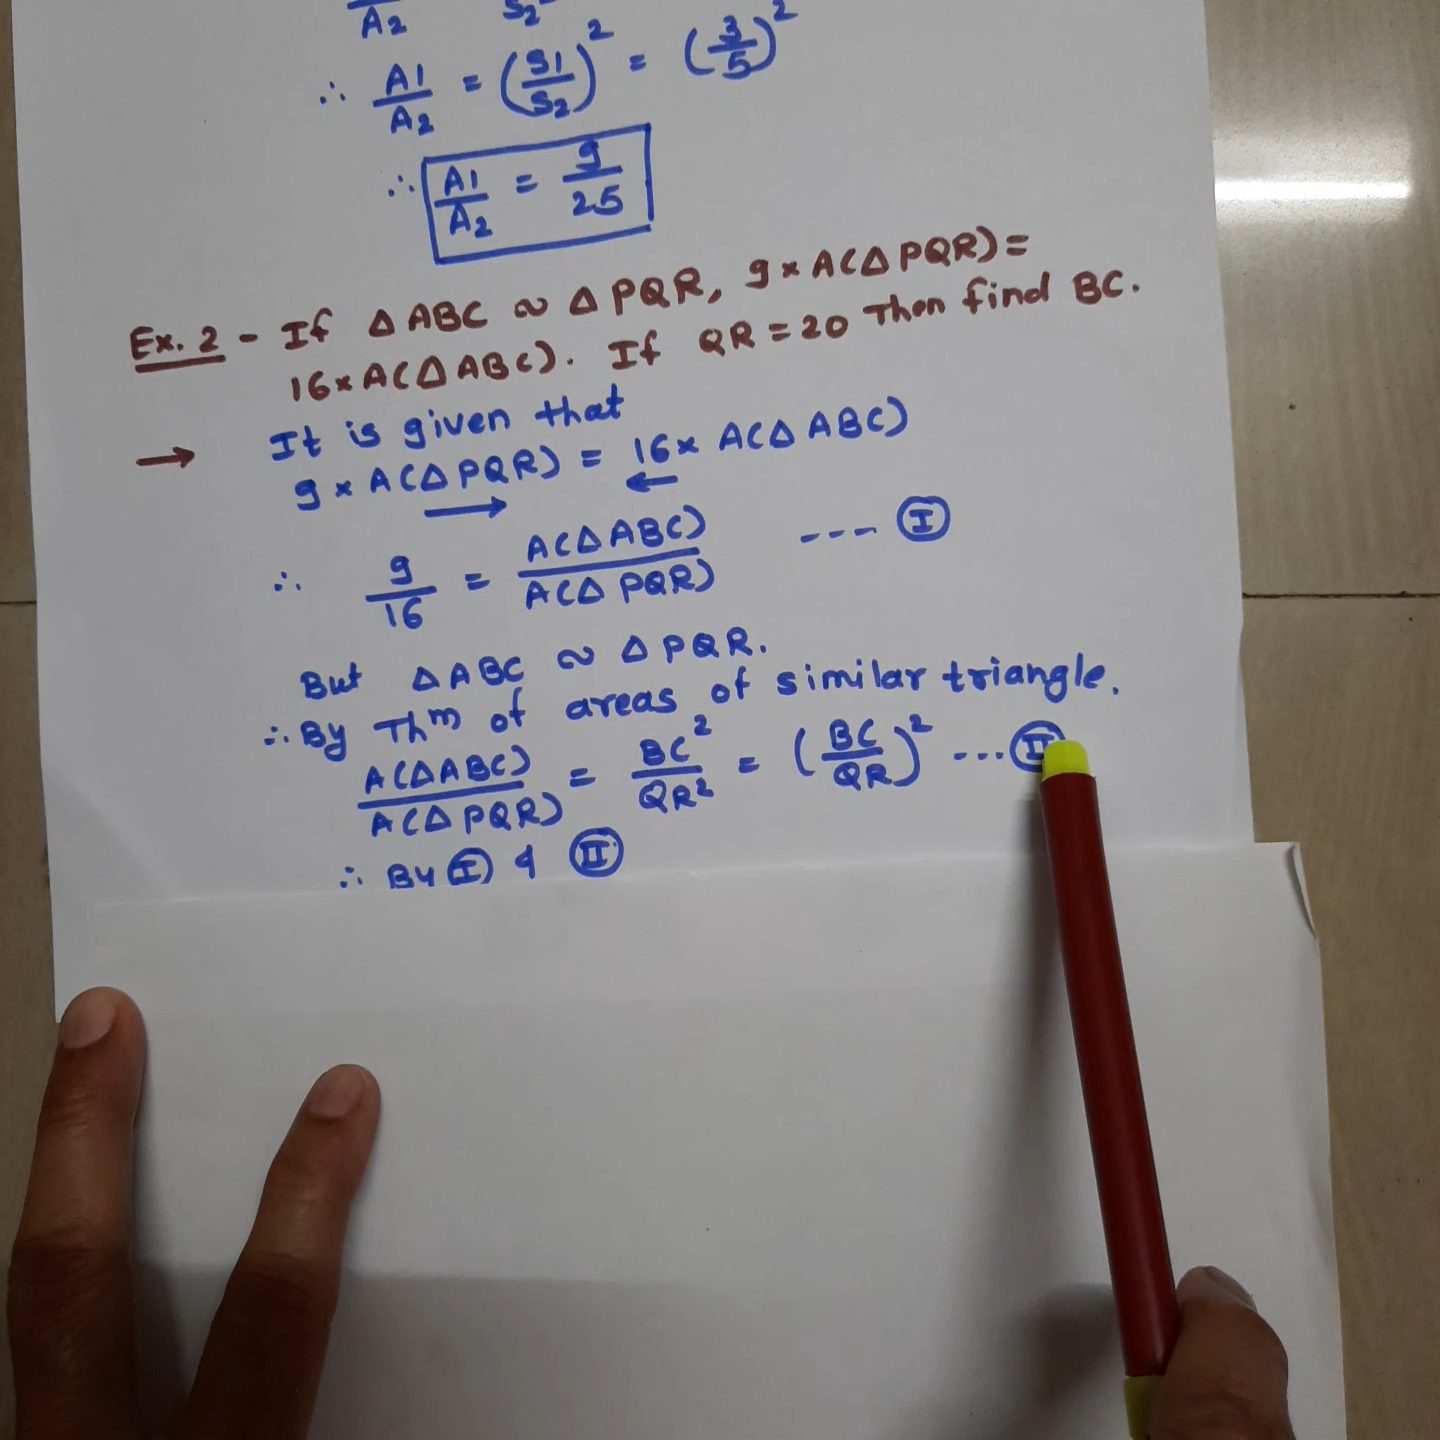 A2 S2
∴ A1/A2 = (S1/S2)² = (3/5)²
∴ A1/A2 = 9/25
Ex. 2 - If △ABC ~ △PQR, 9×A(△PQR)=
16×A(△ABC). If QR=20 Then find BC.
→ It is given that
9×A(△PQR) = 16×A(△ABC)
∴ 9/16 = A(△ABC)/A(△PQR) ---- Ⓘ
But △ABC ~ △PQR.
∴ By Thᵐ of areas of similar triangle.
A(△ABC)/A(△PQR) = BC²/QR² = (BC/QR)² ... II
∴ By I & II